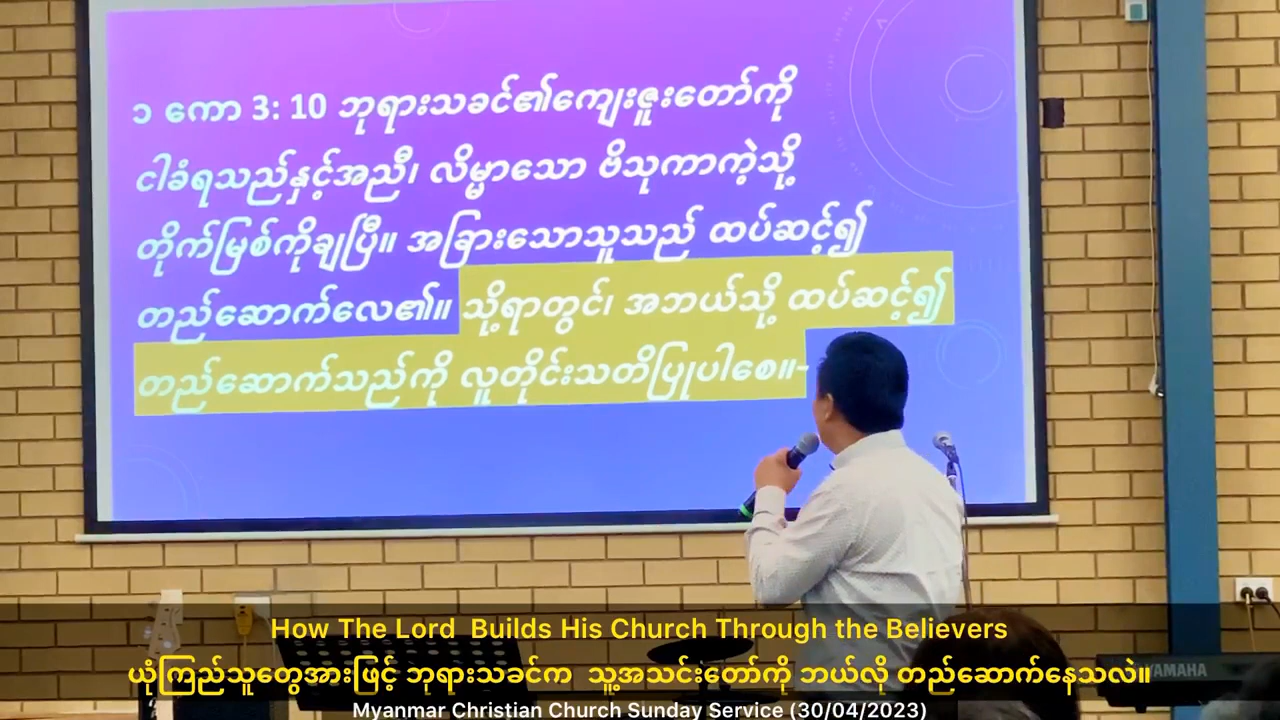 ၁ ကော 3: 10 ဘုရားသခင်၏ကျေးဇူးတော်ကို
ငါခံရသည်နှင့်အညီ၊ လိမ္မာသော ဗိသုကာကဲ့သို့
တိုက်မြစ်ကိုချပြီ။ အခြားသောသူသည် ထပ်ဆင့်၍
တည်ဆောက်လေ၏။ သို့ရာတွင်၊ အဘယ်သို့ ထပ်ဆင့်၍
တည်ဆောက်သည်ကို လူတိုင်းသတိပြုပါစေ။-
How The Lord Builds His Church Through the Believers
ယုံကြည်သူတွေအားဖြင့် ဘုရားသခင်က သူ့အသင်းတော်ကို ဘယ်လို တည်ဆောက်နေသလဲ။
YAMAHA
Myanmar Christian Church Sunday Service (30/04/2023)